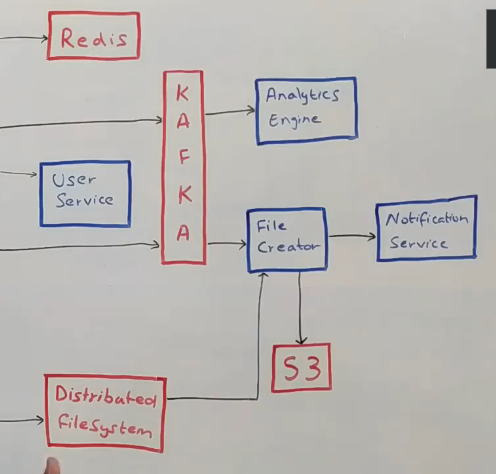 Redis
K
A
F
K
A
Analytics
Engine
User
Service
File
Creator
Notification
Service
S3
Distributed
FileSystem